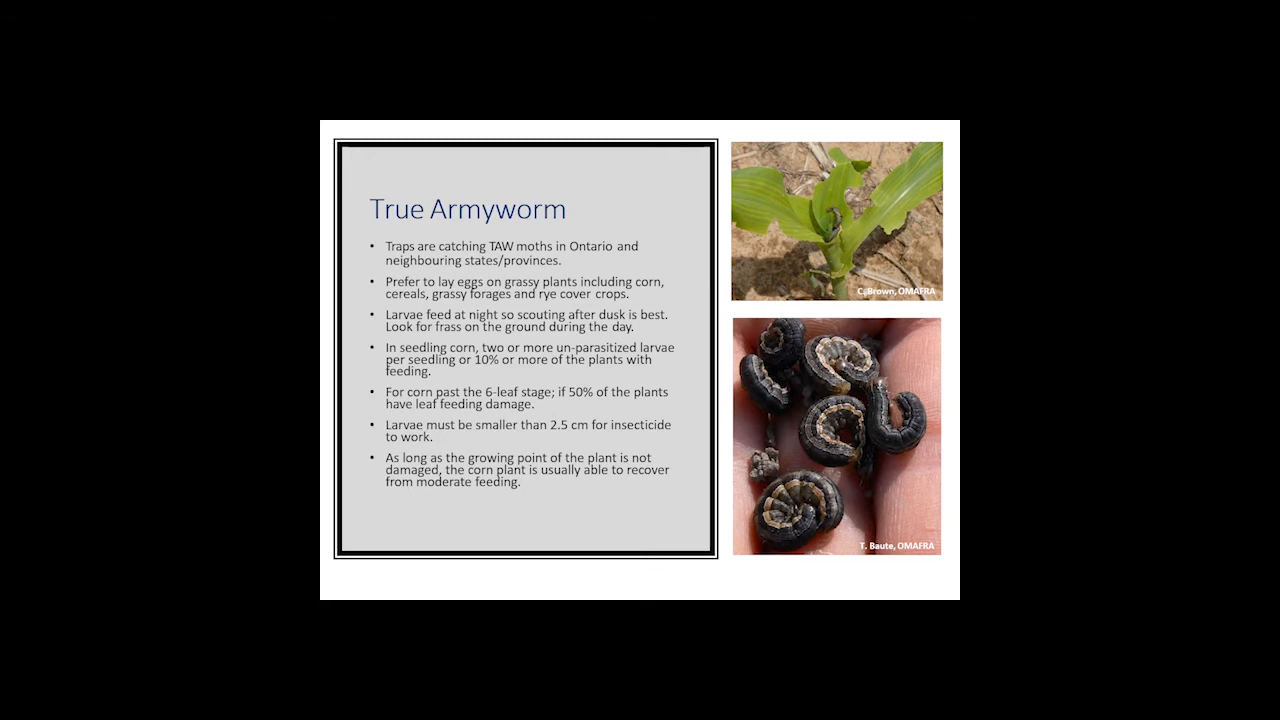 True Armyworm
• Traps are catching TAW moths in Ontario and
neighbouring states/provinces.
• Prefer to lay eggs on grassy plants including corn,
cereals, grassy forages and rye cover crops.
• Larvae feed at night so scouting after dusk is best.
Look for frass on the ground during the day.
• In seedling corn, two or more un-parasitized larvae
per seedling or 10% or more of the plants with
feeding.
• For corn past the 6-leaf stage; if 50% of the plants
have leaf feeding damage.
• Larvae must be smaller than 2.5 cm for insecticide
to work.
• As long as the growing point of the plant is not
damaged, the corn plant is usually able to recover
from moderate feeding.
C. Brown, OMAFRA
T. Baute, OMAFRA